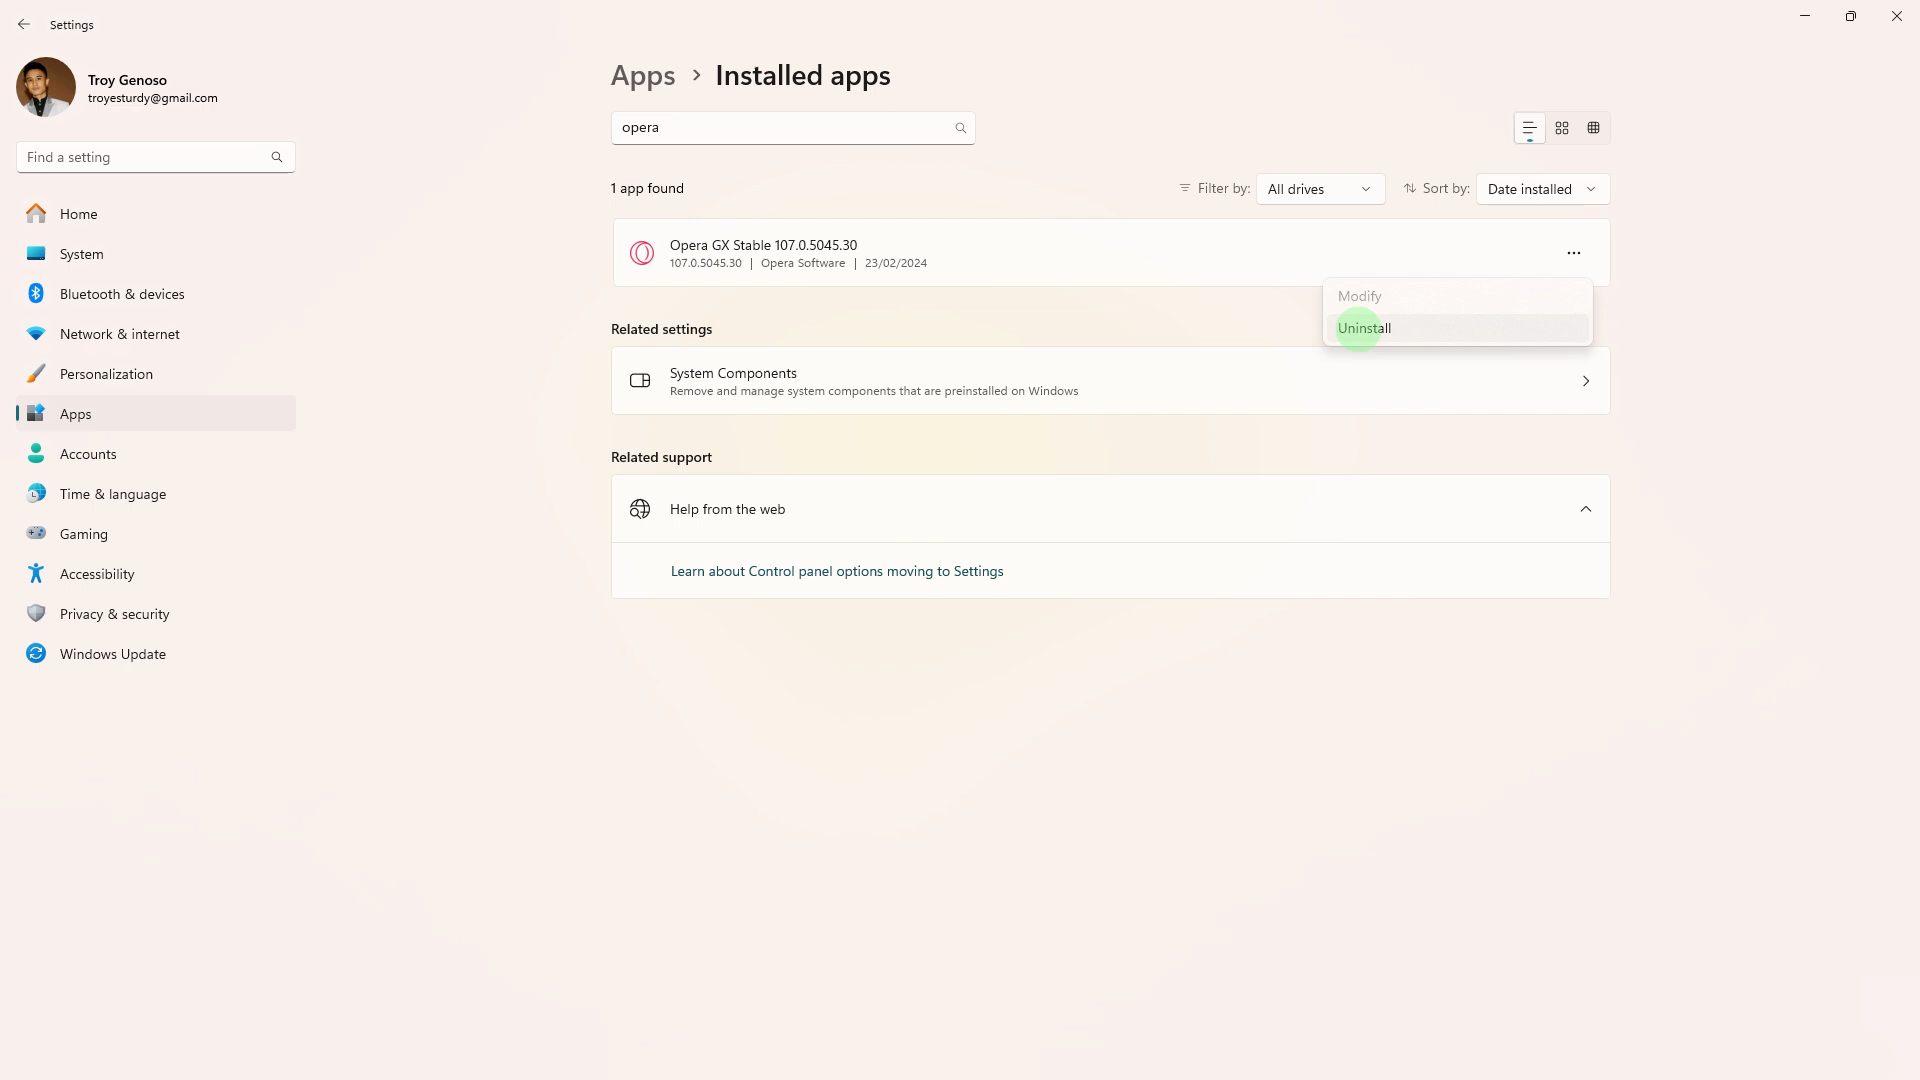 Settings
Troy Genoso
troyesturdy@gmail.com
Find a setting
Home
System
Bluetooth & devices
Network & internet
Personalization
Apps
Accounts
Time & language
Gaming
Accessibility
Privacy & security
Windows Update
Apps > Installed apps
opera
1 app found
Filter by: All drives
Sort by: Date installed
Opera GX Stable 107.0.5045.30
107.0.5045.30 | Opera Software | 23/02/2024
Modify
Uninstall
Related settings
System Components
Remove and manage system components that are preinstalled on Windows
Related support
Help from the web
Learn about Control panel options moving to Settings